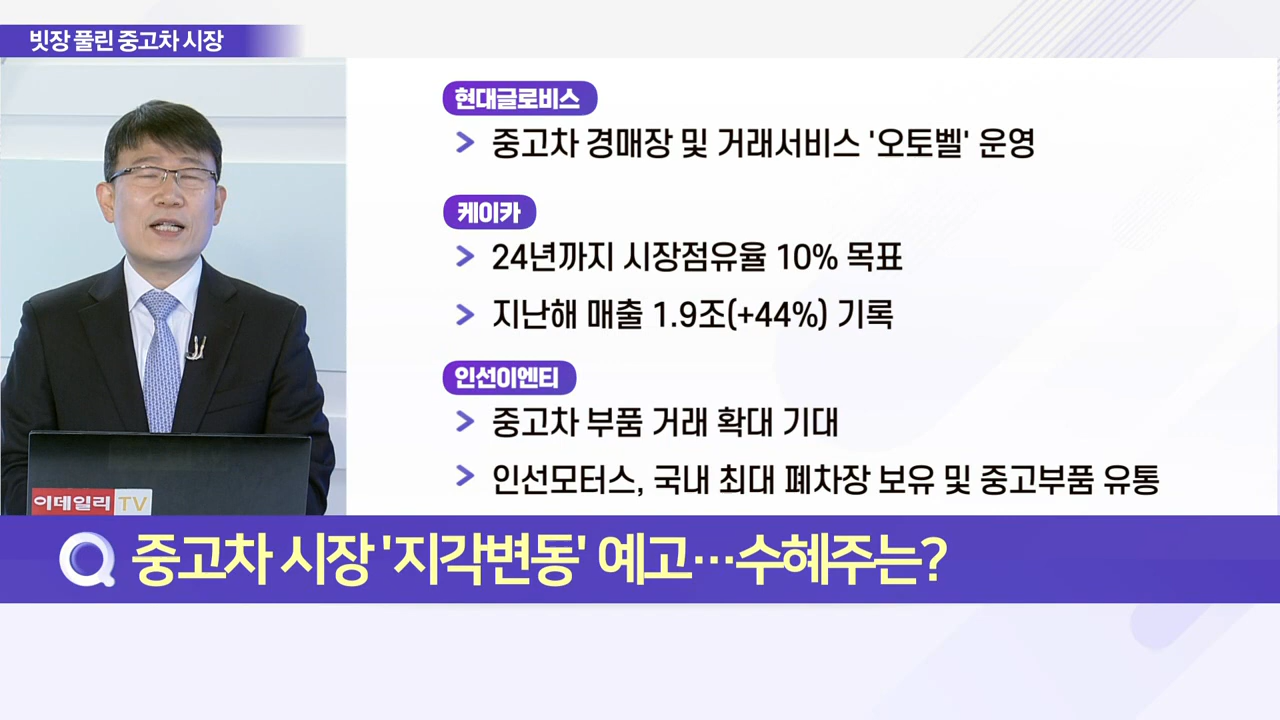 빗장 풀린 중고차 시장
현대글로비스
> 중고차 경매장 및 거래서비스 '오토벨' 운영
케이카
> 24년까지 시장점유율 10% 목표
> 지난해 매출 1.9조(+44%) 기록
인선이엔티
> 중고차 부품 거래 확대 기대
> 인선모터스, 국내 최대 폐차장 보유 및 중고부품 유통
이데일리 TV
Q 중고차 시장 '지각변동' 예고…수혜주는?